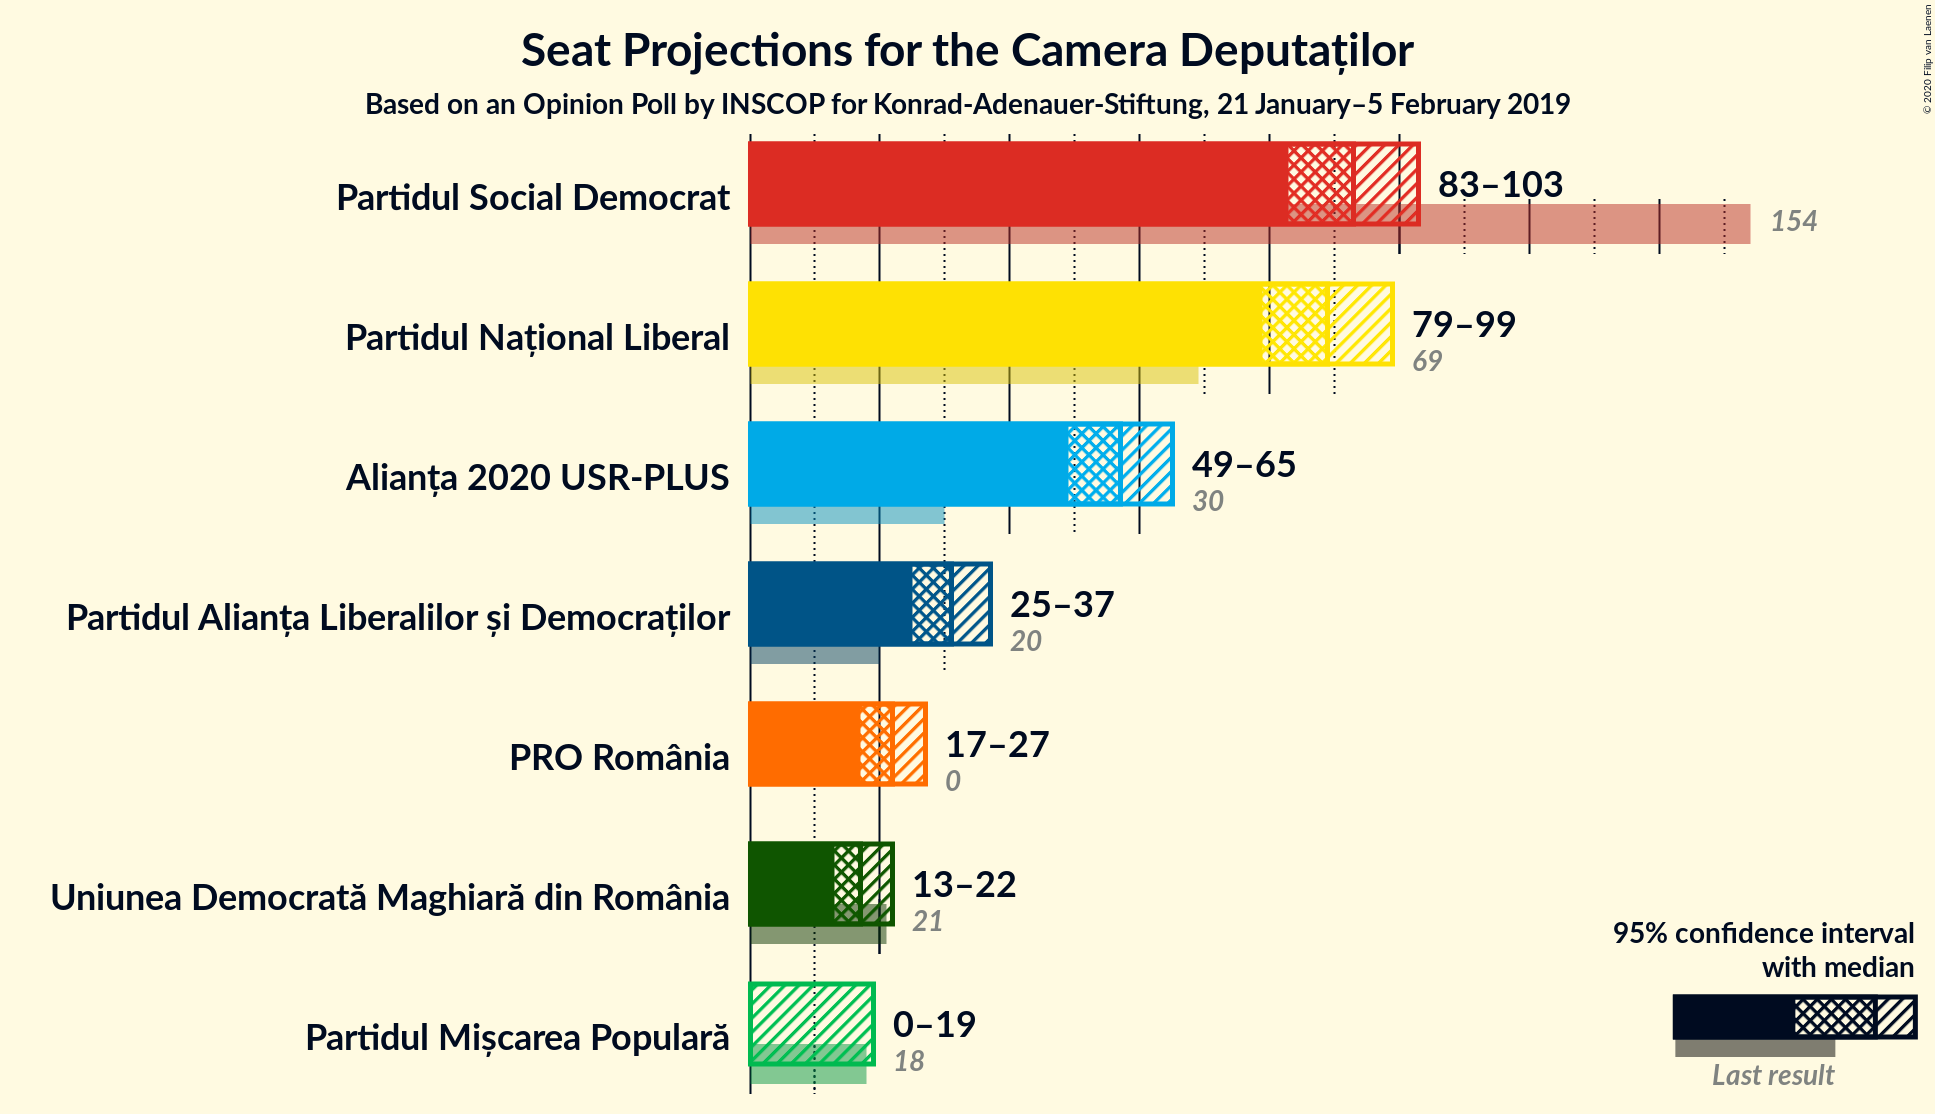 Seat Projections for the Camera Deputaților
Based on an Opinion Poll by INSCOP for Konrad-Adenauer-Stiftung, 21 January–5 February 2019
© 2020 Filip van Laenen
Partidul Social Democrat
83–103
154
Partidul Național Liberal
79–99
69
Alianța 2020 USR-PLUS
49–65
30
Partidul Alianța Liberalilor și Democraților
25–37
20
PRO România
17–27
0
Uniunea Democrată Maghiară din România
13–22
21
Partidul Mișcarea Populară
0–19
18
95% confidence interval
with median
Last result